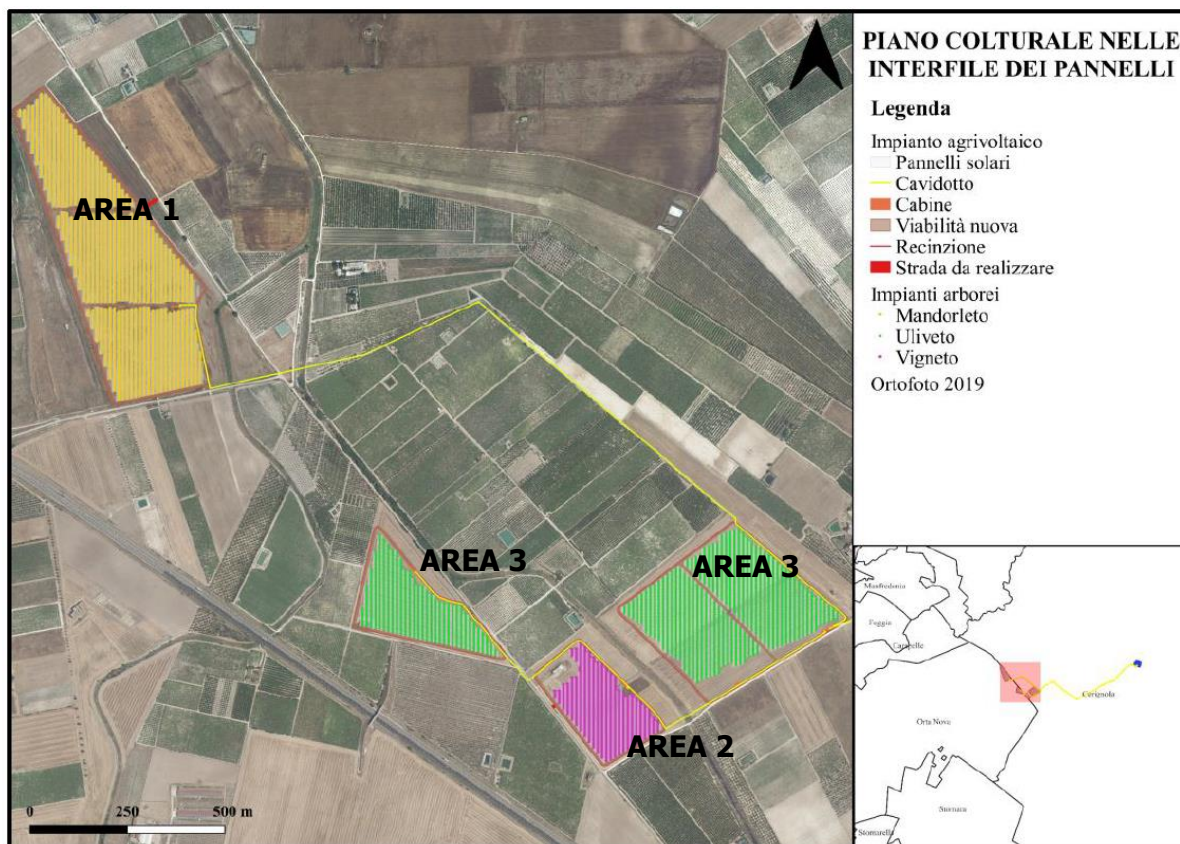 PIANO COLTURALE NELLE
INTERFILE DEI PANNELLI
Legenda
Impianto agrivoltaico
Pannelli solari
Cavidotto
Cabine
Viabilità nuova
Recinzione
Strada da realizzare
Impianti arborei
Mandorleto
Uliveto
Vigneto
Ortofoto 2019
AREA 1
AREA 3
AREA 3
AREA 2
0 250 500 m
Manfredonia
Foggia
Carapelle
Cerignola
Orta Nova
Stornara
Stornarella